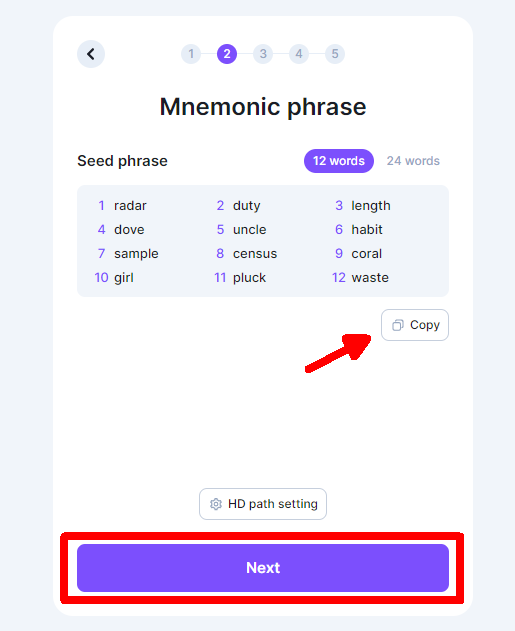 1 2 3 4 5
Mnemonic phrase
Seed phrase 12 words 24 words
1 radar 2 duty 3 length
4 dove 5 uncle 6 habit
7 sample 8 census 9 coral
10 girl 11 pluck 12 waste
Copy
HD path setting
Next